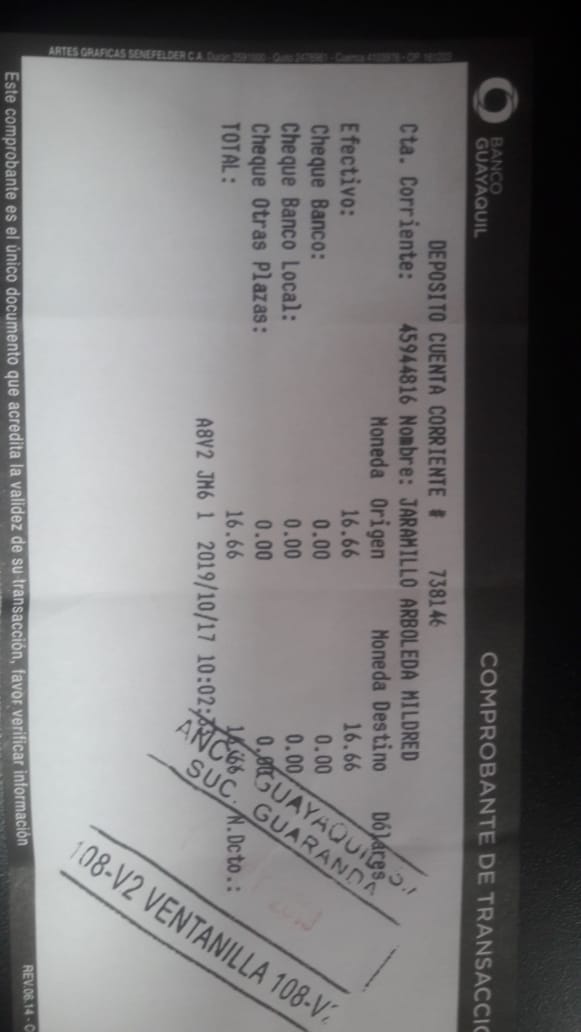 BANCO
GUAYAQUIL
COMPROBANTE DE TRANSACCIO
DEPOSITO CUENTA CORRIENTE # 738146
Cta. Corriente: 45944816 Nombre: JARAMILLO ARBOLEDA MILDRED
Moneda Origen Moneda Destino Dólares
Efectivo: 16.66 16.66
Cheque Banco: 0.00 0.00
Cheque Banco Local: 0.00 0.00
Cheque Otras Plazas: 0.00 0.00
TOTAL: 16.66 16.66 N.Dcto.:
A8V2 JM6 1 2019/10/17 10:02:
ANCO GUAYAQUIL S.
SUC. GUARANDA
108-V2 VENTANILLA 108-V2
ARTES GRAFICAS SENEFELDER C.A.
Este comprobante es el único documento que acredita la validez de su transacción, favor verificar información
REV.06.14 -